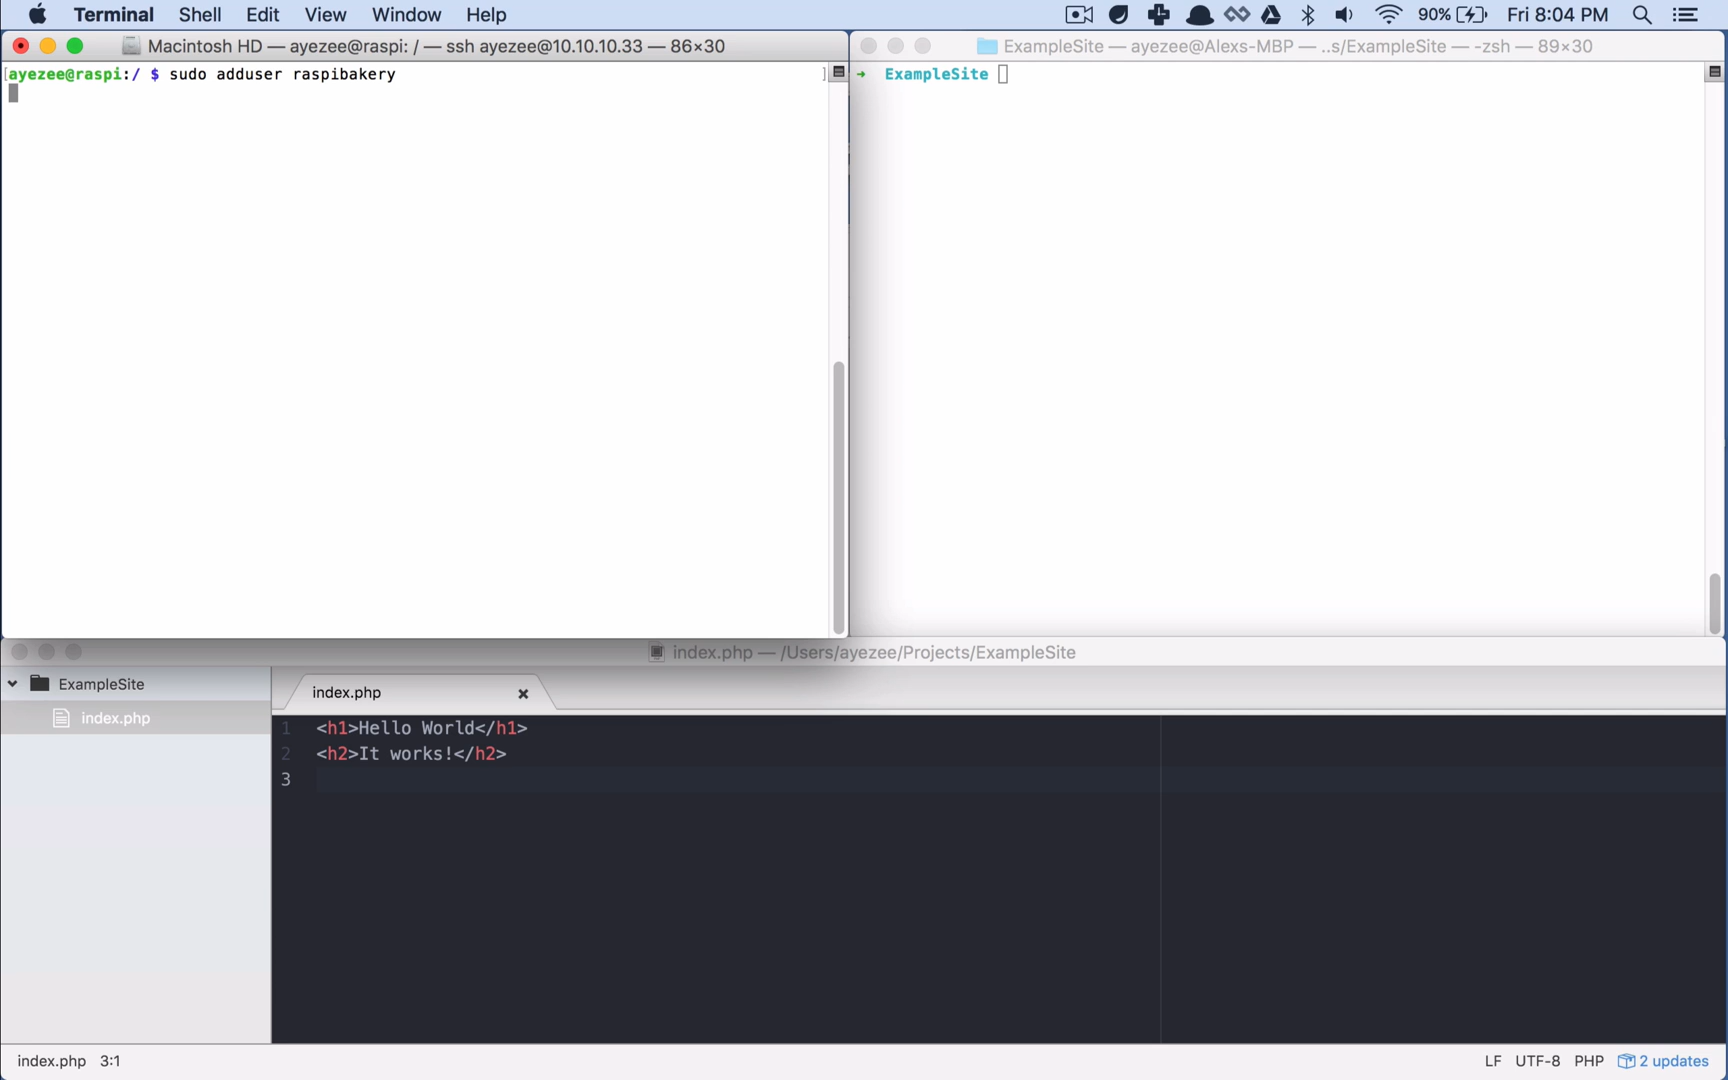 Terminal Shell Edit View Window Help 90% Fri 8:04 PM
Macintosh HD — ayezee@raspi: / — ssh ayezee@10.10.10.33 — 86×30
[ayezee@raspi:/ $ sudo adduser raspibakery ]
ExampleSite — ayezee@Alexs-MBP — ..s/ExampleSite — -zsh — 89×30
→ ExampleSite
index.php — /Users/ayezee/Projects/ExampleSite
ExampleSite
index.php
index.php
1 <h1>Hello World</h1>
2 <h2>It works!</h2>
3
index.php 3:1
LF UTF-8 PHP 2 updates